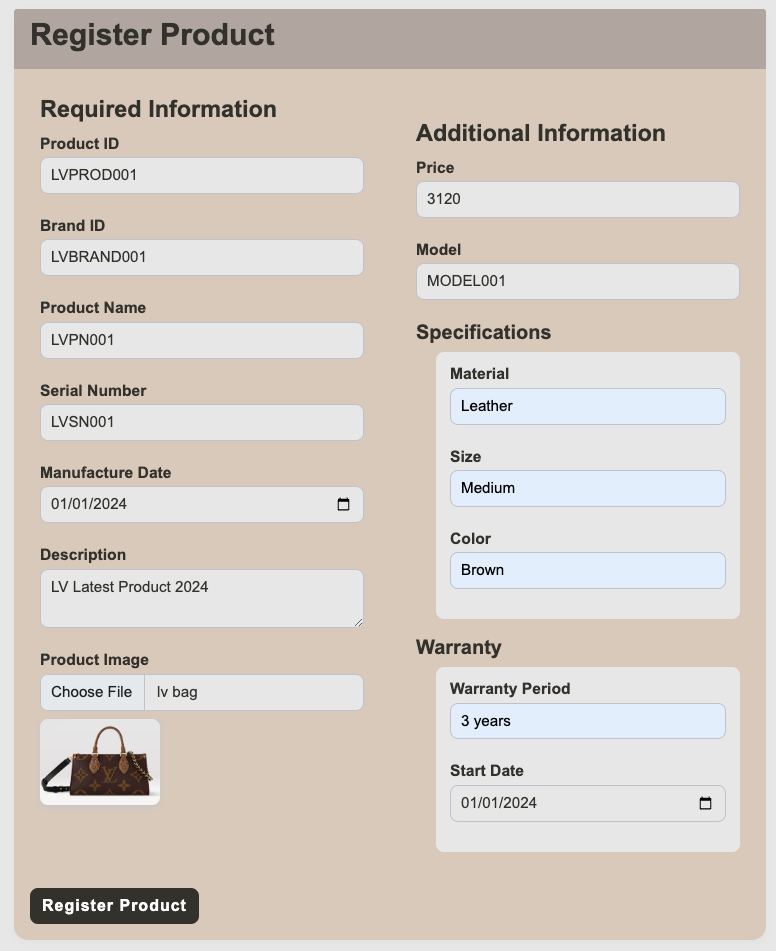 Register Product
Required Information
Product ID
LVPROD001
Brand ID
LVBRAND001
Product Name
LVPN001
Serial Number
LVSN001
Manufacture Date
01/01/2024
Description
LV Latest Product 2024
Product Image
Choose File lv bag
LV
Additional Information
Price
3120
Model
MODEL001
Specifications
Material
Leather
Size
Medium
Color
Brown
Warranty
Warranty Period
3 years
Start Date
01/01/2024
Register Product